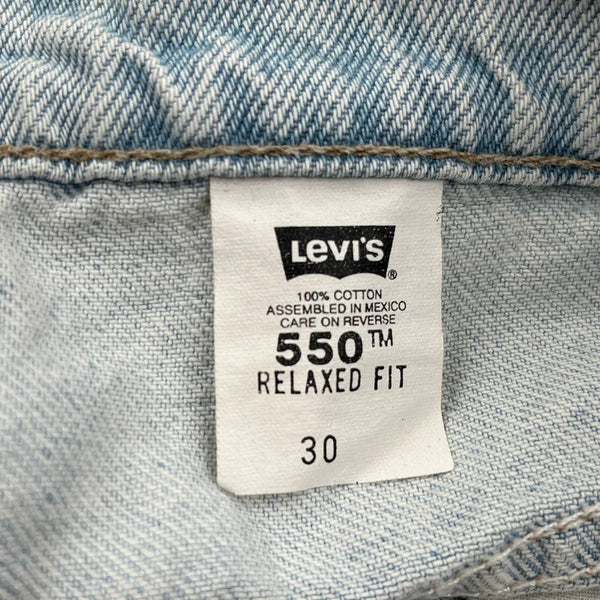 Levi's®
100% COTTON
ASSEMBLED IN MEXICO
CARE ON REVERSE
550™
RELAXED FIT
30